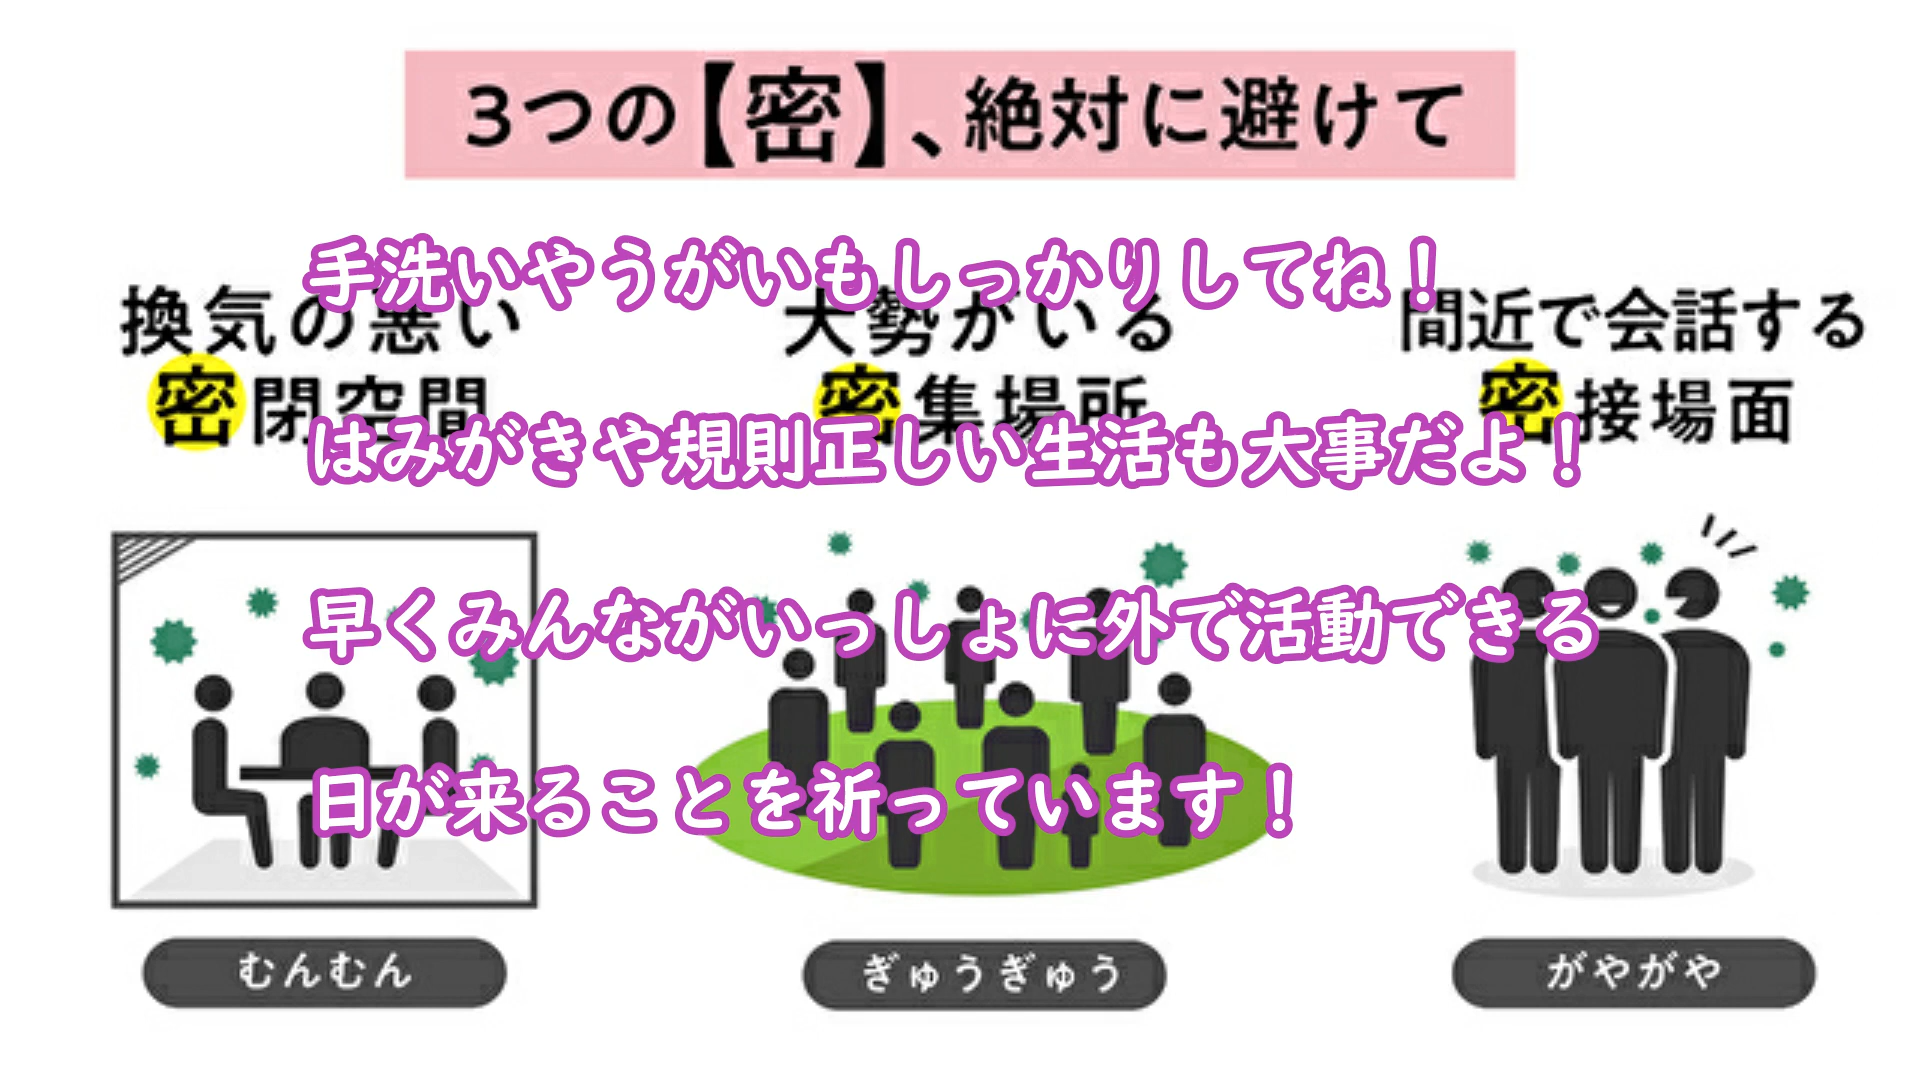 3つの【密】、絶対に避けて
手洗いやうがいもしっかりしてね！
換気の悪い
密閉空間
大勢がいる
密集場所
間近で会話する
密接場面
はみがきや規則正しい生活も大事だよ！
早くみんながいっしょに外で活動できる
日が来ることを祈っています！
むんむん
ぎゅうぎゅう
がやがや